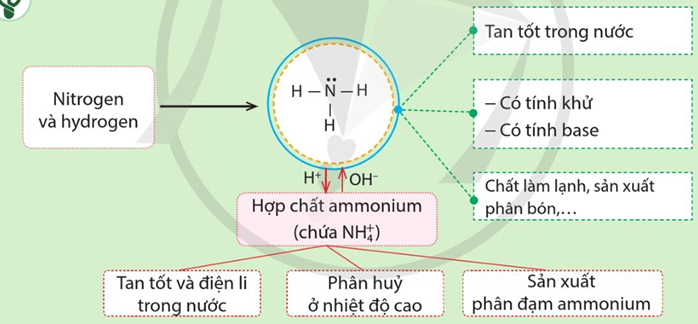 Tan tốt trong nước
Nitrogen
và hydrogen
H – N̈ – H
|
H
– Có tính khử
– Có tính base
H⁺ OH⁻
Chất làm lạnh, sản xuất
phân bón,...
Hợp chất ammonium
(chứa NH₄⁺)
Tan tốt và điện li
trong nước
Phân huỷ
ở nhiệt độ cao
Sản xuất
phân đạm ammonium